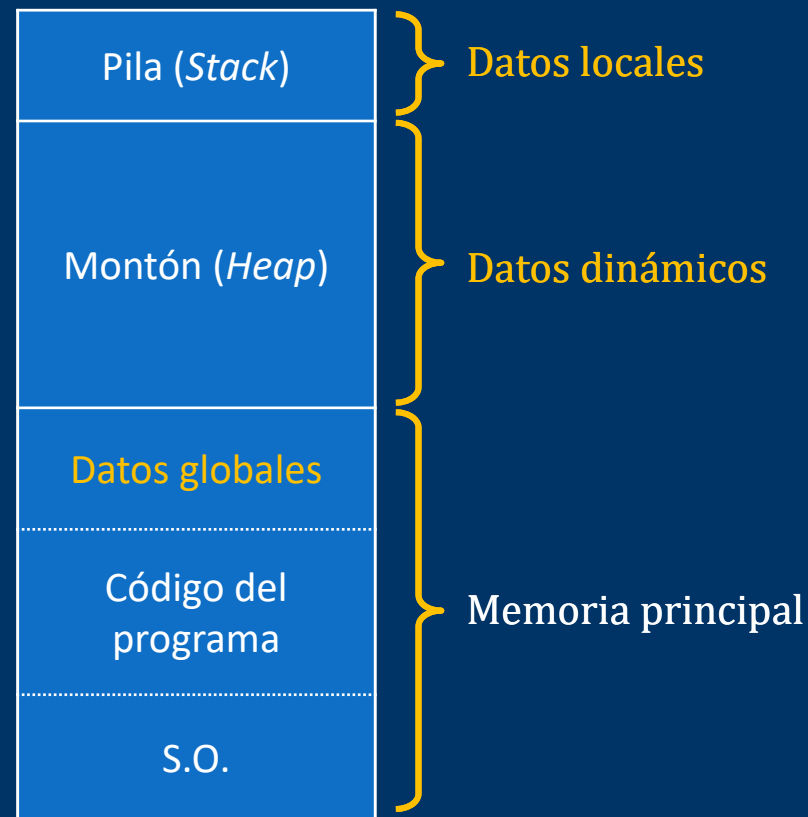 Pila (Stack)
Datos locales
Montón (Heap)
Datos dinámicos
Datos globales
Código del
programa
Memoria principal
S.O.